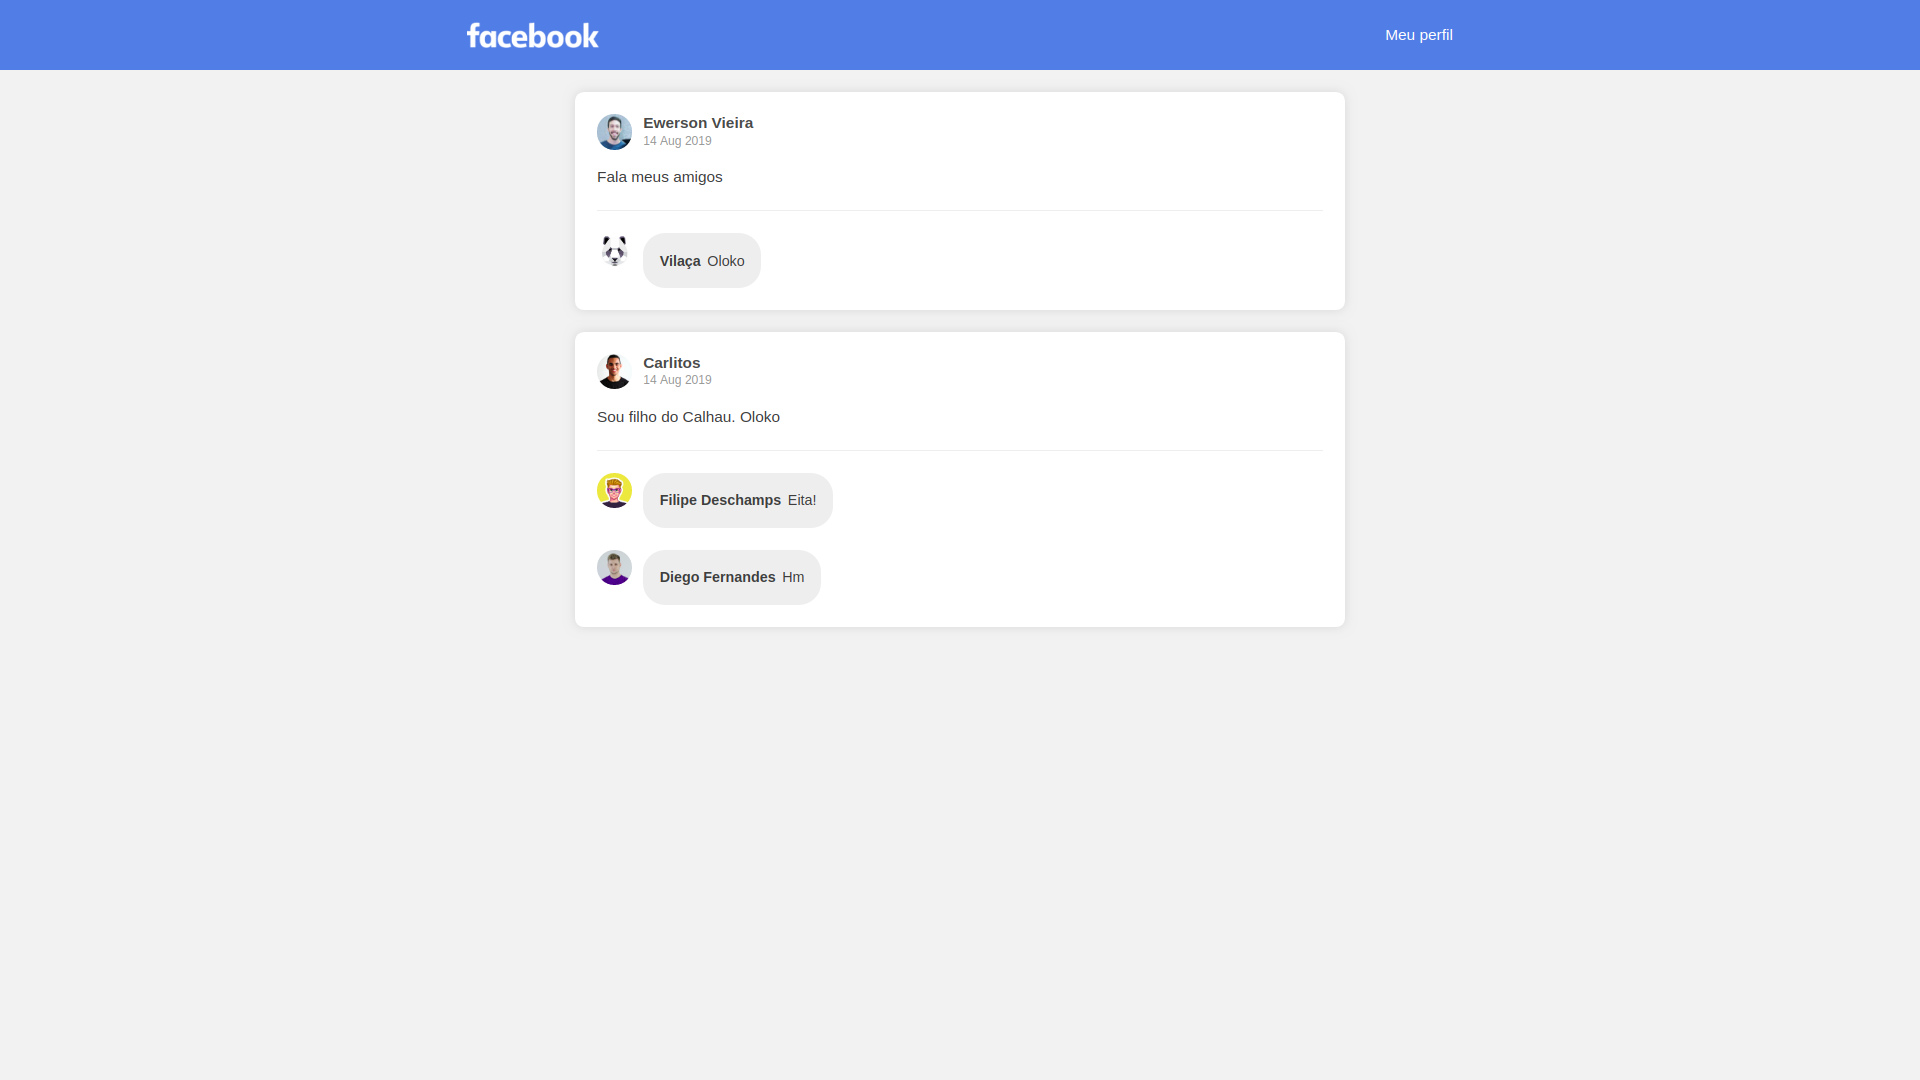 facebook
Meu perfil
Ewerson Vieira
14 Aug 2019
Fala meus amigos
Vilaça Oloko
Carlitos
14 Aug 2019
Sou filho do Calhau. Oloko
Filipe Deschamps Eita!
Diego Fernandes Hm